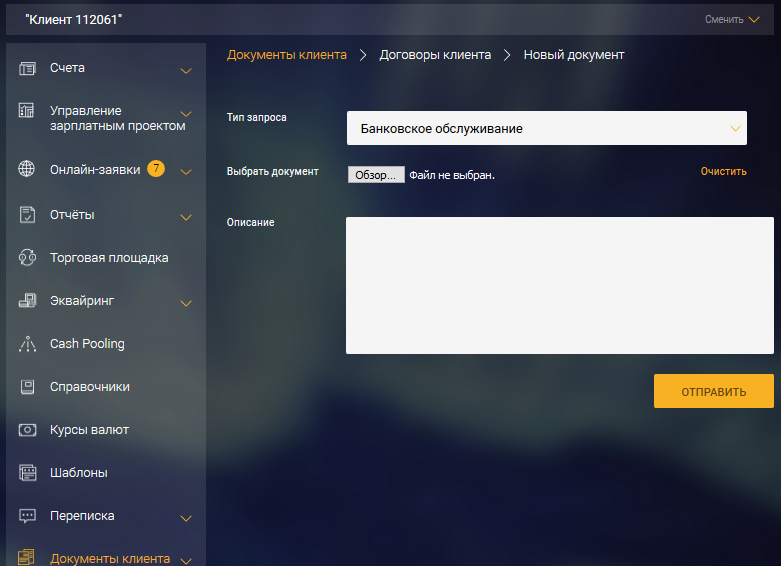 "Клиент 112061"
Сменить
Счета
Управление
зарплатным проектом
Онлайн-заявки 7
Отчёты
Торговая площадка
Эквайринг
Cash Pooling
Справочники
Курсы валют
Шаблоны
Переписка
Документы клиента
Документы клиента > Договоры клиента > Новый документ
Тип запроса
Банковское обслуживание
Выбрать документ
Обзор... Файл не выбран.
Очистить
Описание
ОТПРАВИТЬ